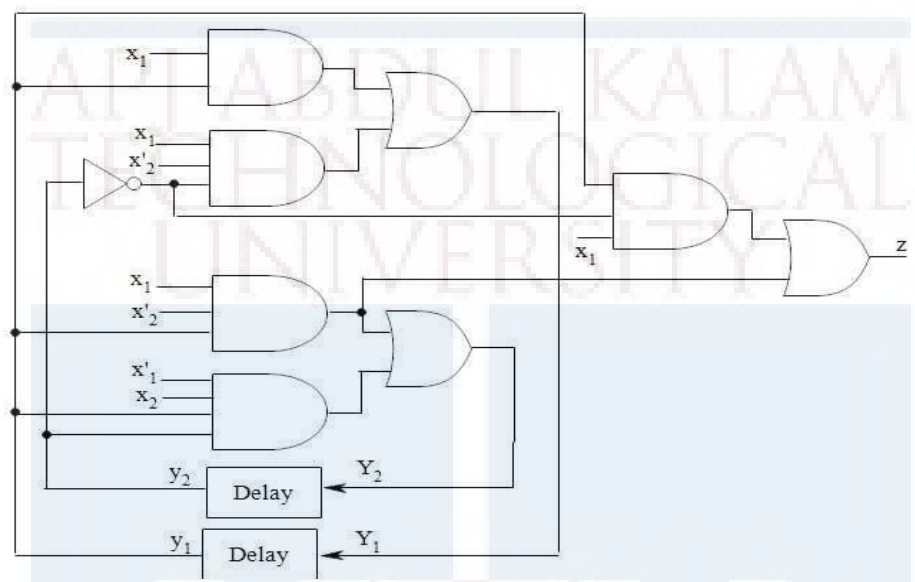 APJ ABDUL KALAM
TECHNOLOGICAL
UNIVERSITY
x₁
x₁
x'₂
x₁
z
x₁
x'₂
x'₁
x₂
y₂
Delay
Y₂
y₁
Delay
Y₁